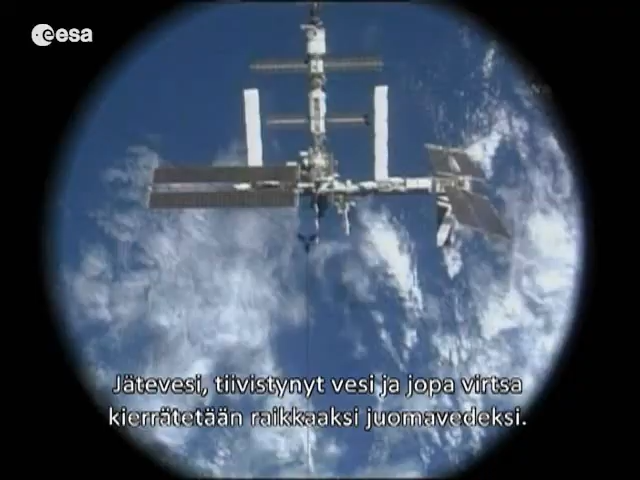 esa
Jätevesi, tiivistynyt vesi ja jopa virtsa
kierrätetään raikkaaksi juomavedeksi.